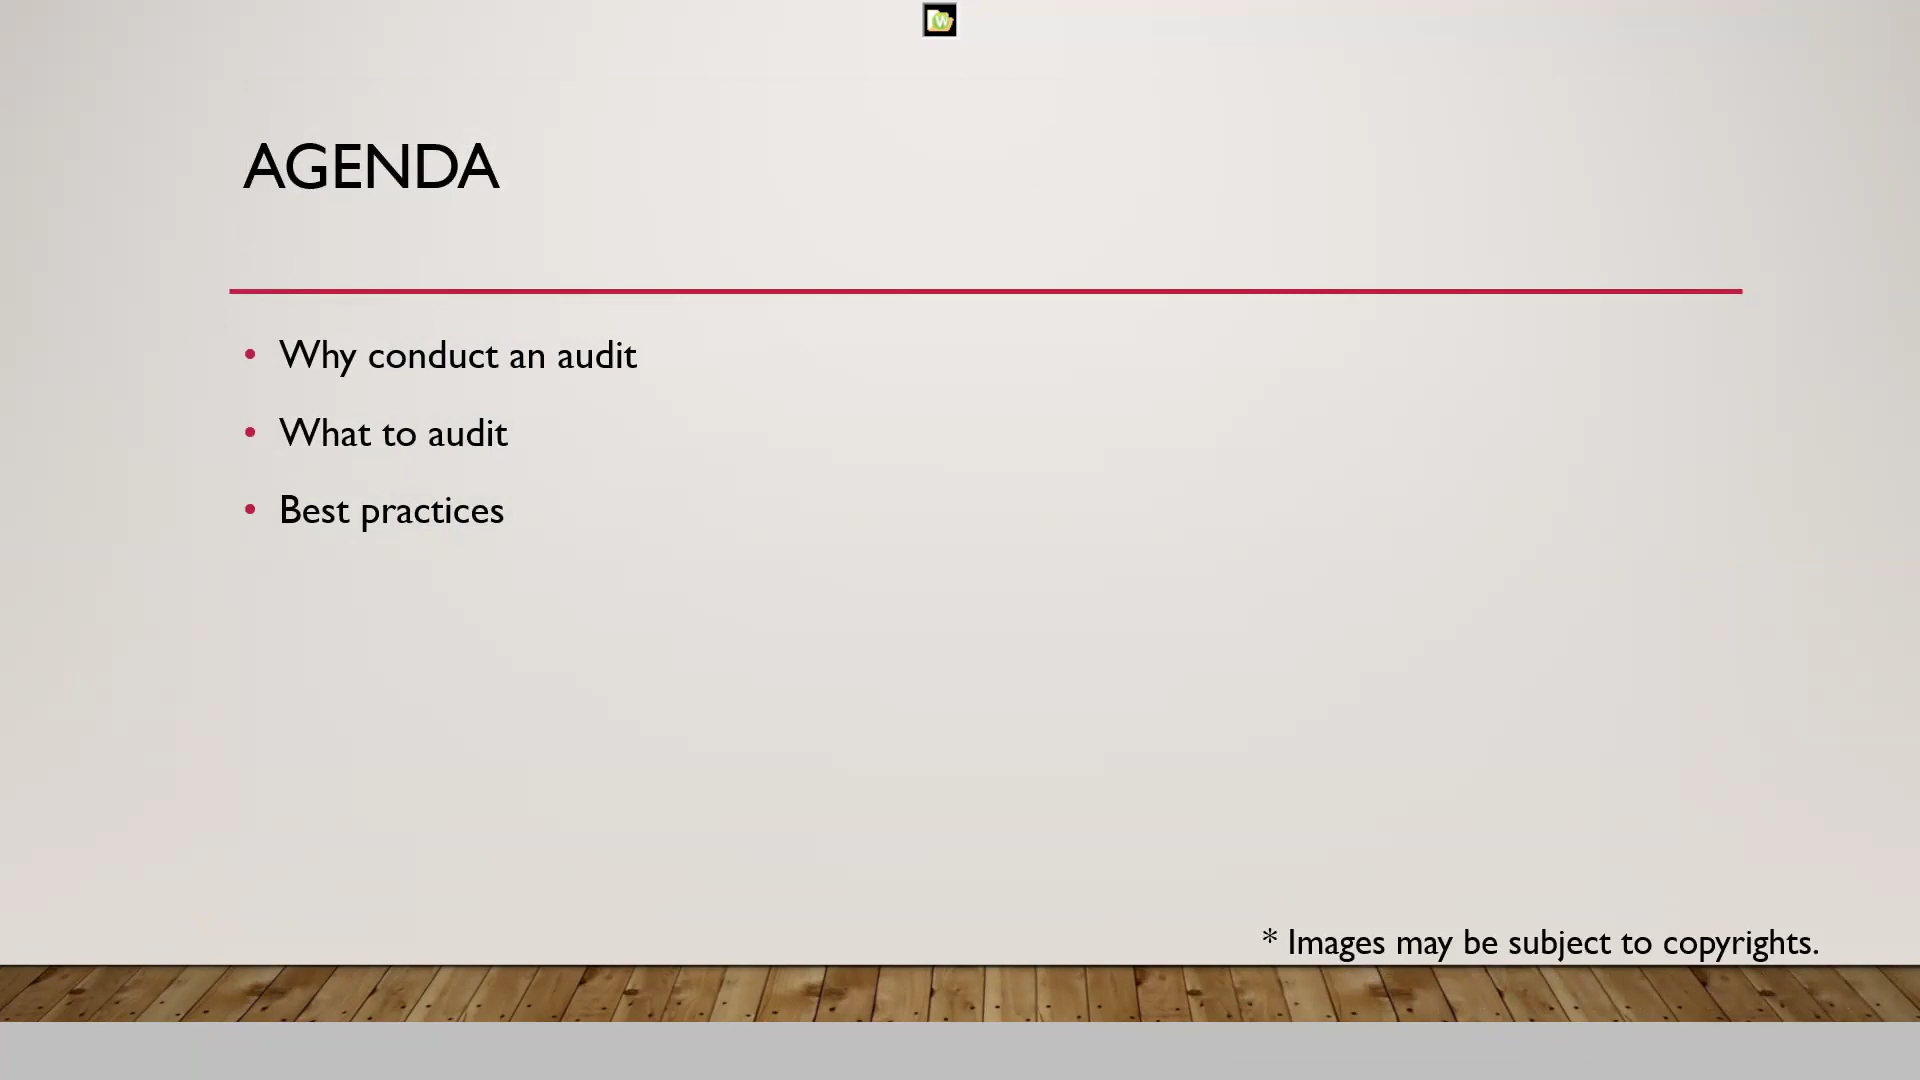 AGENDA
• Why conduct an audit
• What to audit
• Best practices
* Images may be subject to copyrights.